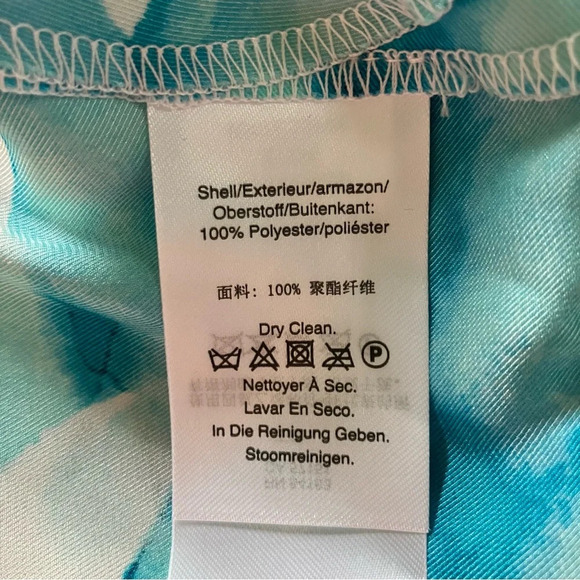 Shell/Exterieur/armazon/
Oberstoff/Buitenkant:
100% Polyester/poliéster
面料: 100% 聚酯纤维
Dry Clean.
P
Nettoyer À Sec.
Lavar En Seco.
In Die Reinigung Geben.
Stoomreinigen.